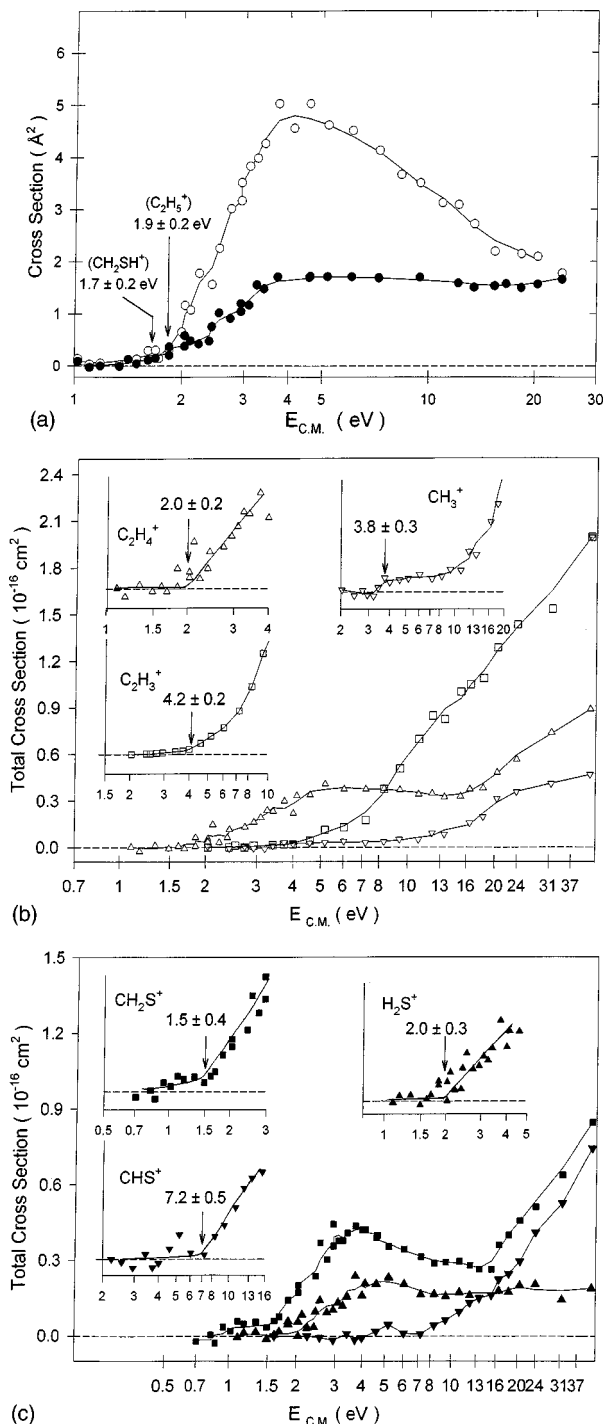 6
5
4
3
2
1
0
Cross Section ( Å² )
(CH₂SH⁺)
1.7 ± 0.2 eV
(C₂H₅⁺)
1.9 ± 0.2 eV
1 2 3 4 5 10 20 30
(a) E_C.M. ( eV )
2.4
2.1
1.8
1.5
1.2
0.9
0.6
0.3
0.0
Total Cross Section ( 10⁻¹⁶ cm² )
C₂H₄⁺
2.0 ± 0.2
1 1.5 2 3 4
CH₃⁺
3.8 ± 0.3
2 3 4 5 6 7 8 10 13 16 20
C₂H₃⁺
4.2 ± 0.2
1.5 2 3 4 5 6 7 8 10
0.7 1 2 3 4 5 6 7 8 10 13 16 20 24 31 37
(b) E_C.M. (eV)
1.5
1.2
0.9
0.6
0.3
0.0
Total Cross Section ( 10⁻¹⁶ cm² )
CH₂S⁺
1.5 ± 0.4
0.5 0.7 1 1.5 2 3
H₂S⁺
2.0 ± 0.3
1 1.5 2 3 4 5
CHS⁺
7.2 ± 0.5
2 3 4 5 6 7 8 10 13 16
0.5 0.7 1 1.5 2 3 4 5 6 7 8 10 13 16 20 24 31 37
(c) E_C.M. (eV)